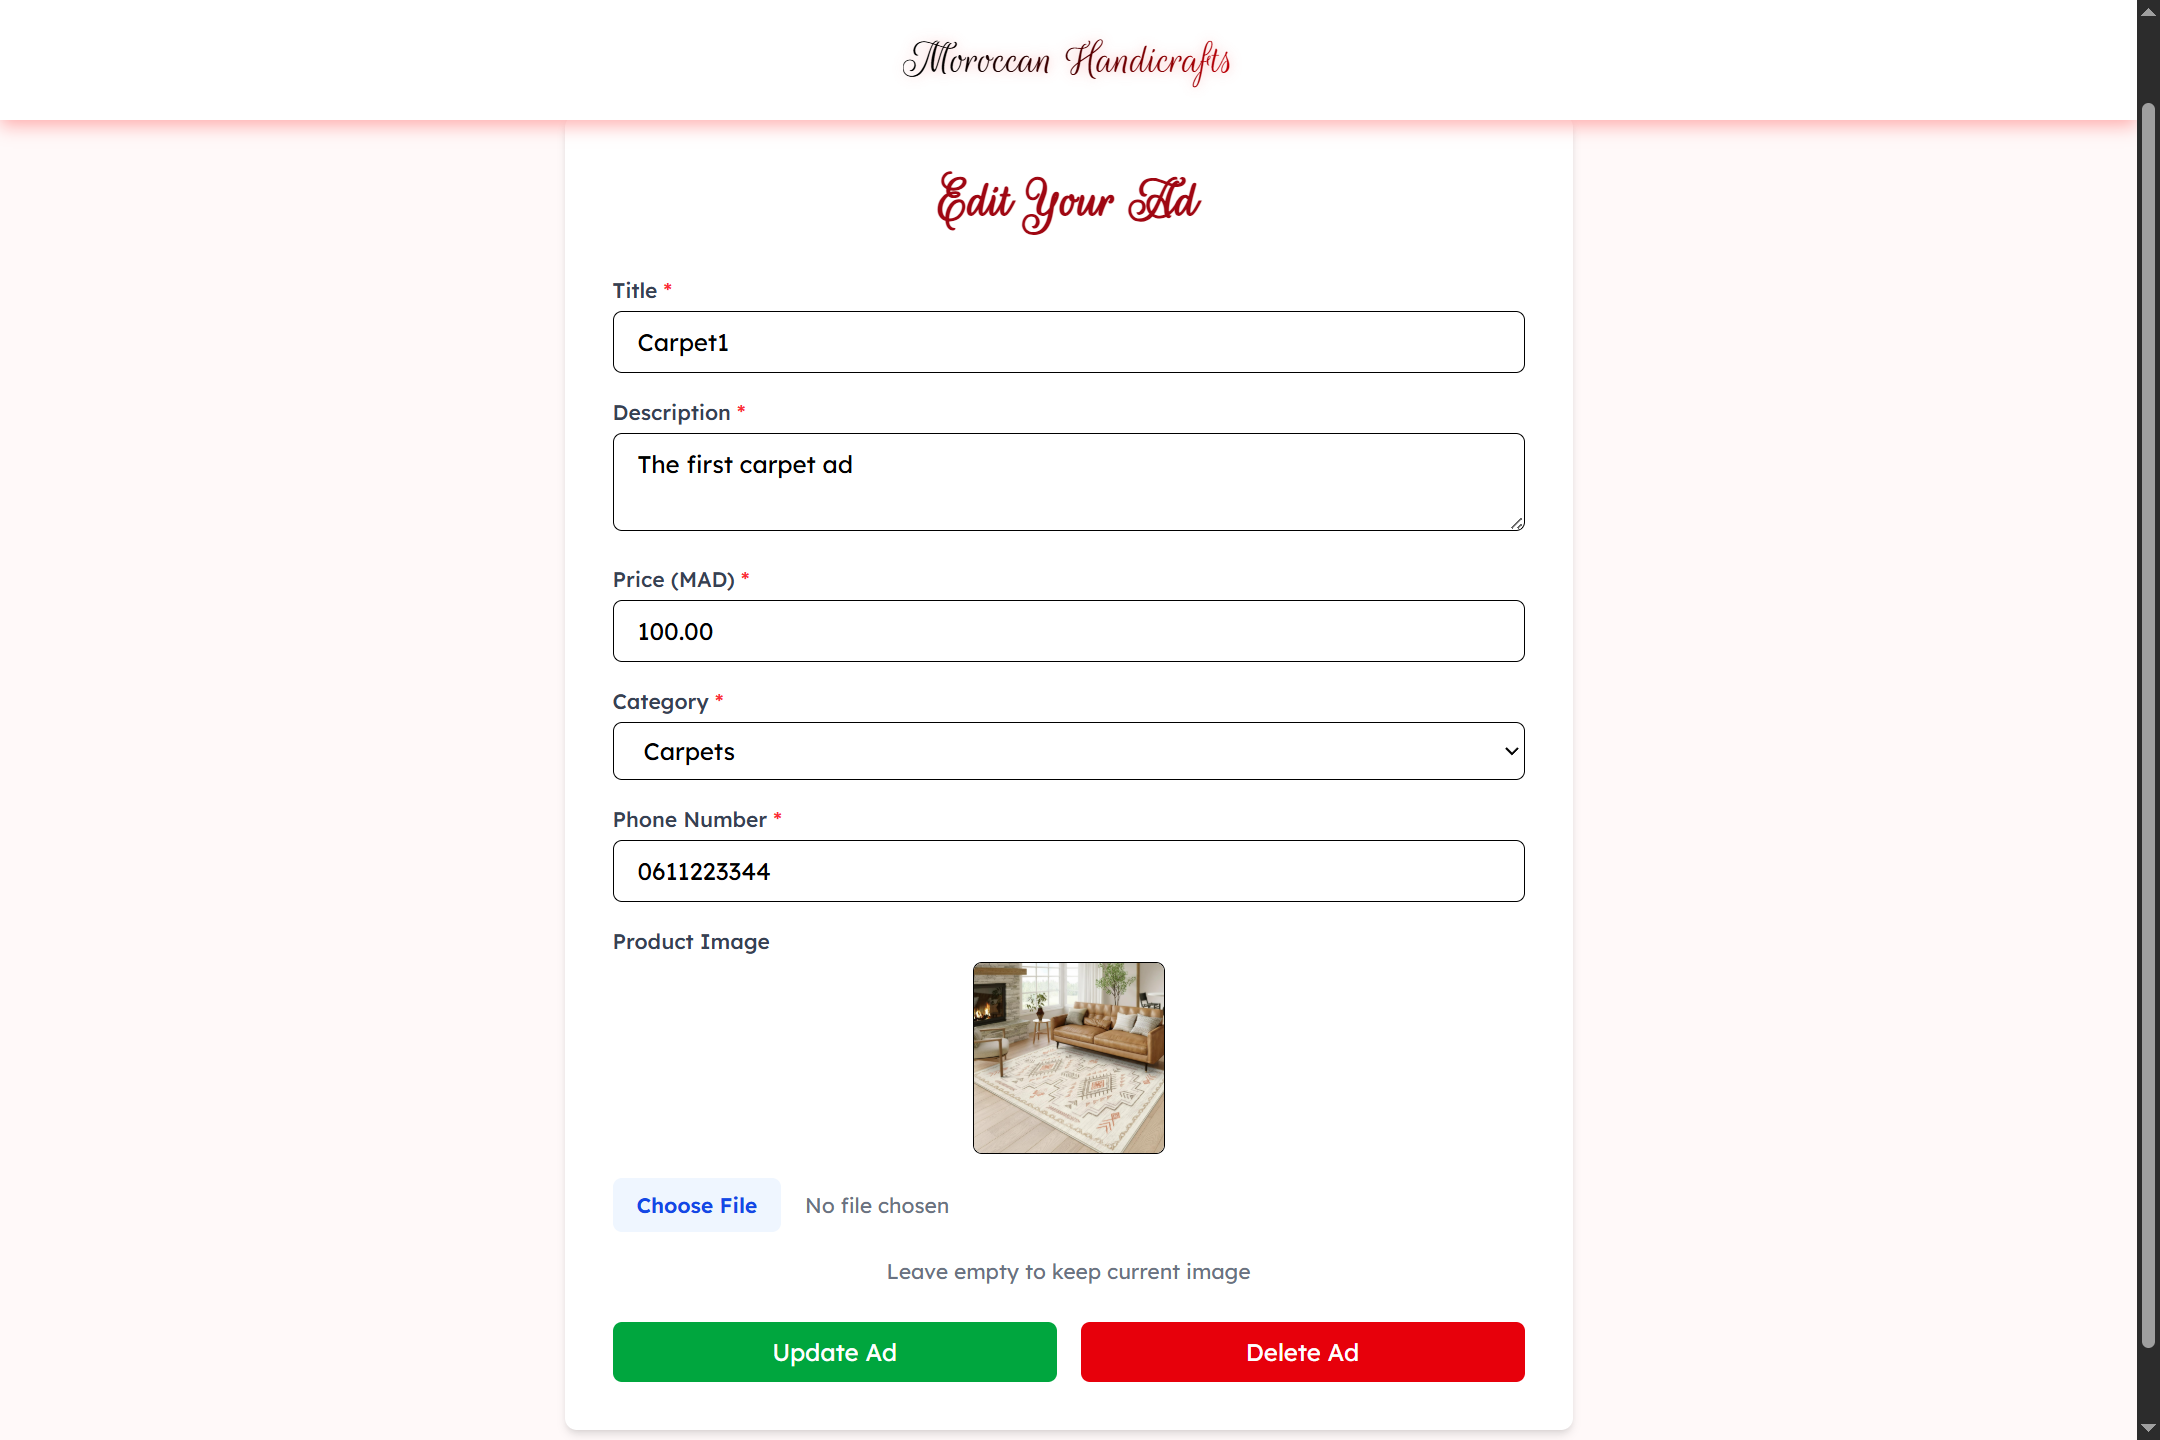 Moroccan Handicrafts
Edit Your Ad
Title *
Carpet1
Description *
The first carpet ad
Price (MAD) *
100.00
Category *
Carpets
Phone Number *
0611223344
Product Image
Choose File No file chosen
Leave empty to keep current image
Update Ad Delete Ad